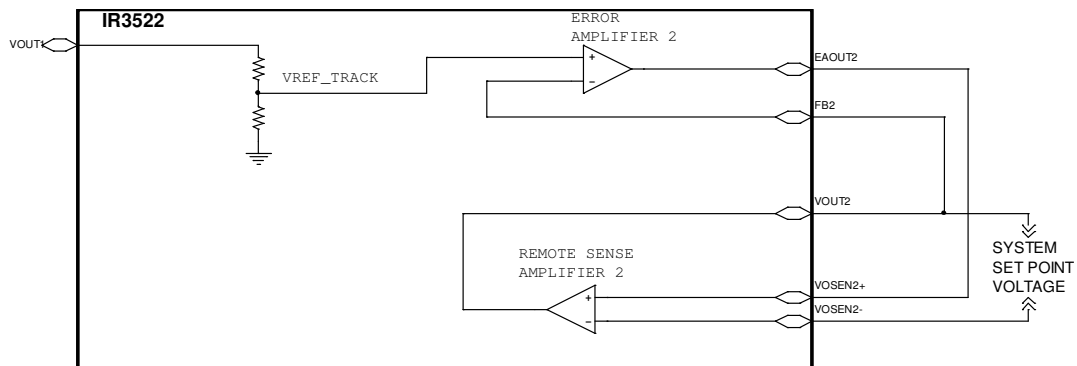 IR3522
ERROR
AMPLIFIER 2
VOUT1
VREF_TRACK
+
-
EAOUT2
FB2
VOUT2
REMOTE SENSE
AMPLIFIER 2
SYSTEM
SET POINT
VOLTAGE
+
-
VOSEN2+
VOSEN2-